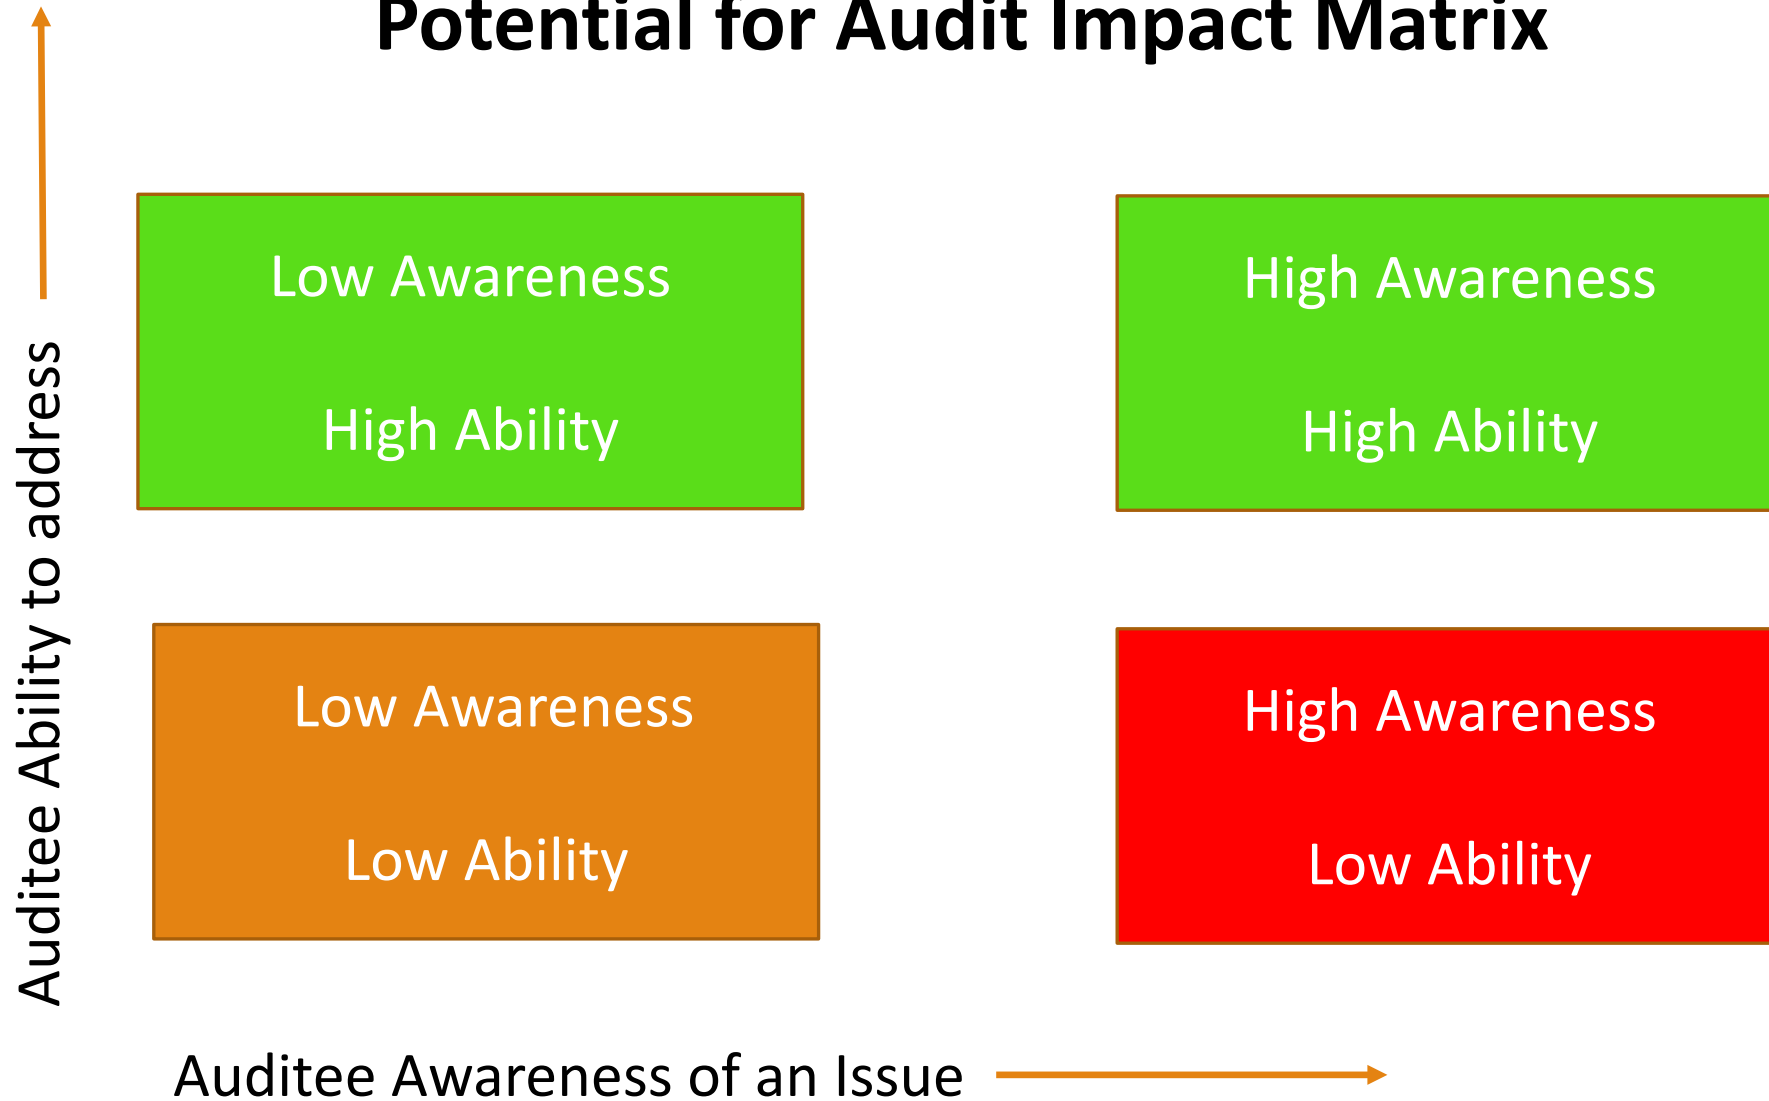 Potential for Audit Impact Matrix
Auditee Ability to address
Low Awareness
High Ability
High Awareness
High Ability
Low Awareness
Low Ability
High Awareness
Low Ability
Auditee Awareness of an Issue